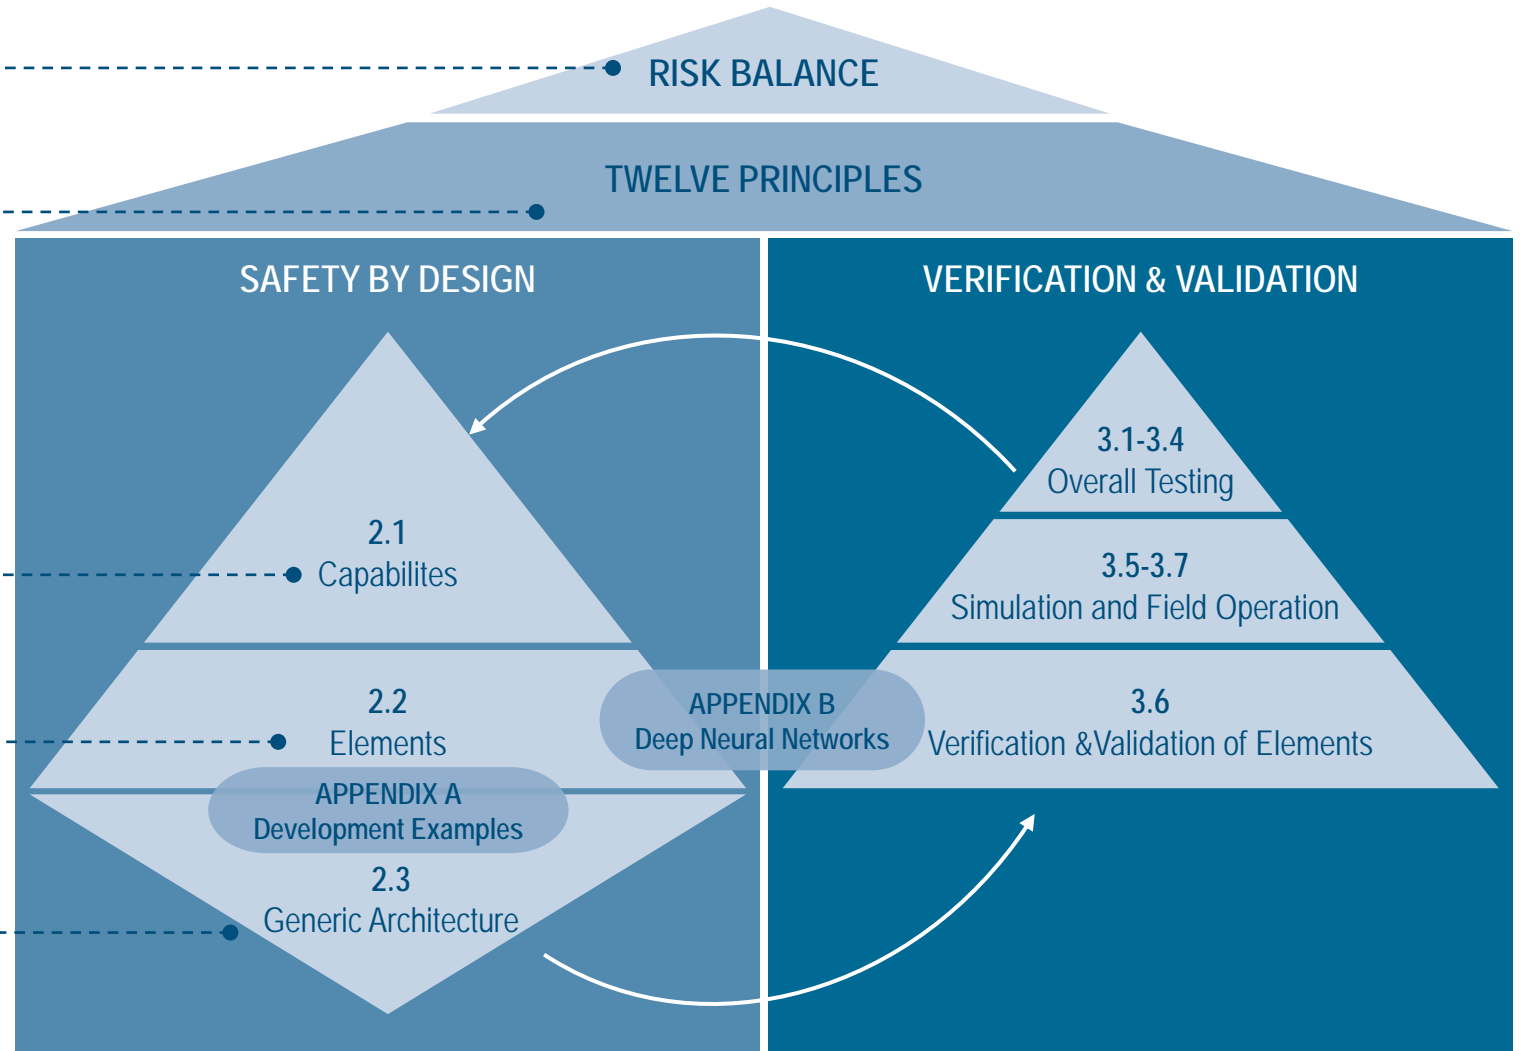 RISK BALANCE
TWELVE PRINCIPLES
SAFETY BY DESIGN
2.1
Capabilites
2.2
Elements
APPENDIX A
Development Examples
2.3
Generic Architecture
APPENDIX B
Deep Neural Networks
VERIFICATION & VALIDATION
3.1-3.4
Overall Testing
3.5-3.7
Simulation and Field Operation
3.6
Verification &Validation of Elements